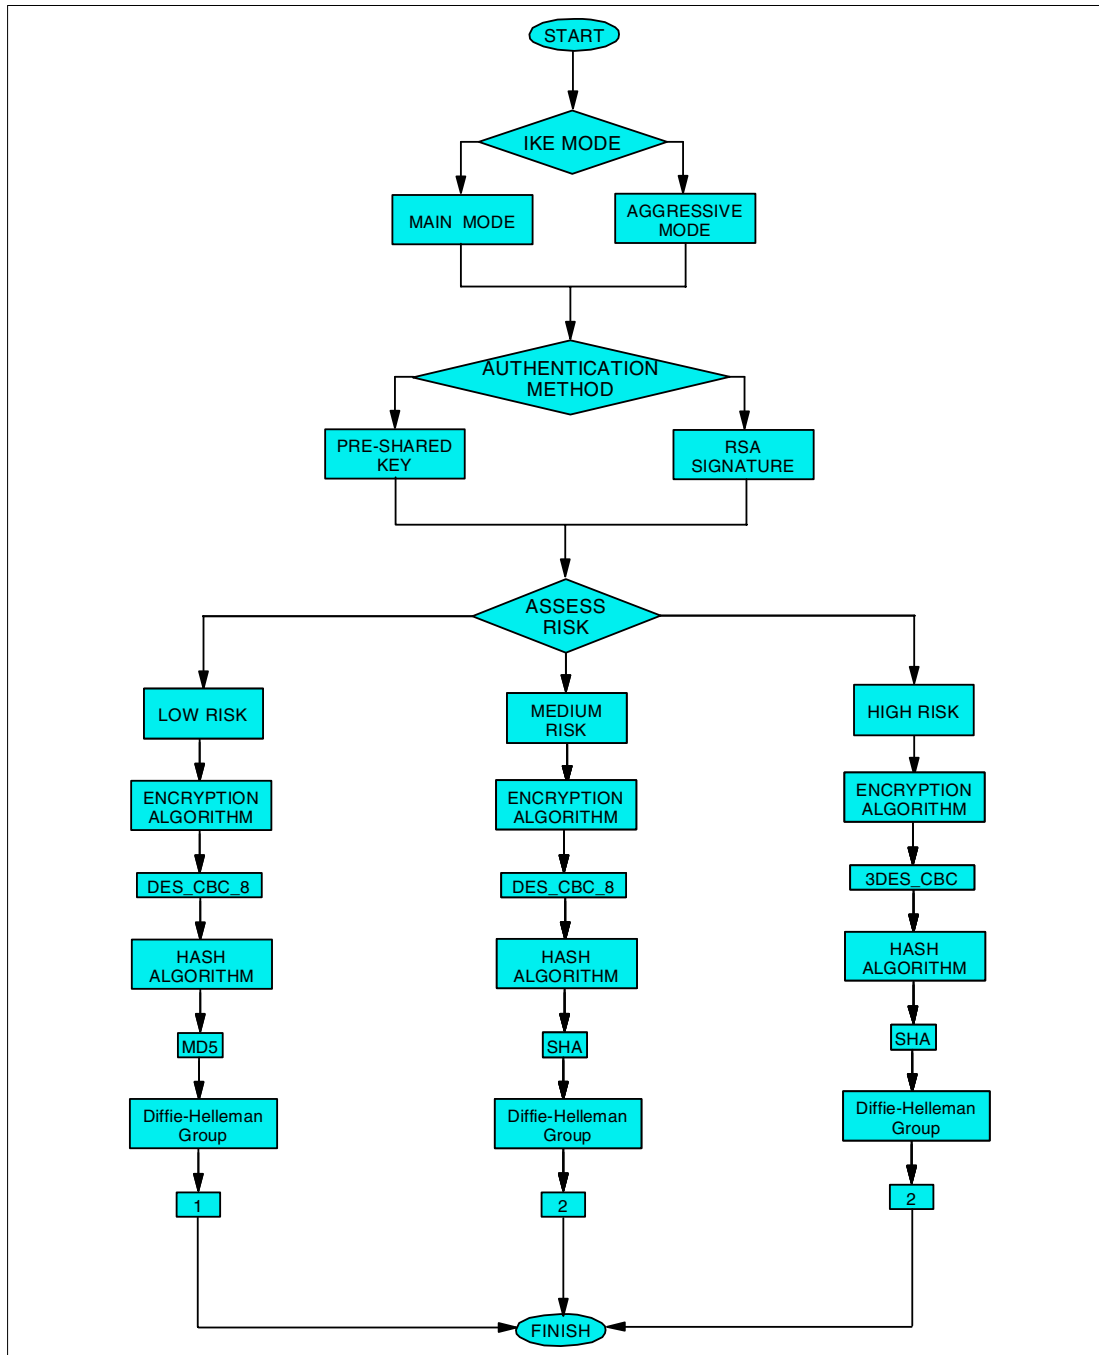 START
IKE MODE
MAIN MODE
AGGRESSIVE
MODE
AUTHENTICATION
METHOD
PRE-SHARED
KEY
RSA
SIGNATURE
ASSESS
RISK
LOW RISK
MEDIUM
RISK
HIGH RISK
ENCRYPTION
ALGORITHM
ENCRYPTION
ALGORITHM
ENCRYPTION
ALGORITHM
DES_CBC_8
DES_CBC_8
3DES_CBC
HASH
ALGORITHM
HASH
ALGORITHM
HASH
ALGORITHM
MD5
SHA
SHA
Diffie-Helleman
Group
Diffie-Helleman
Group
Diffie-Helleman
Group
1
2
2
FINISH